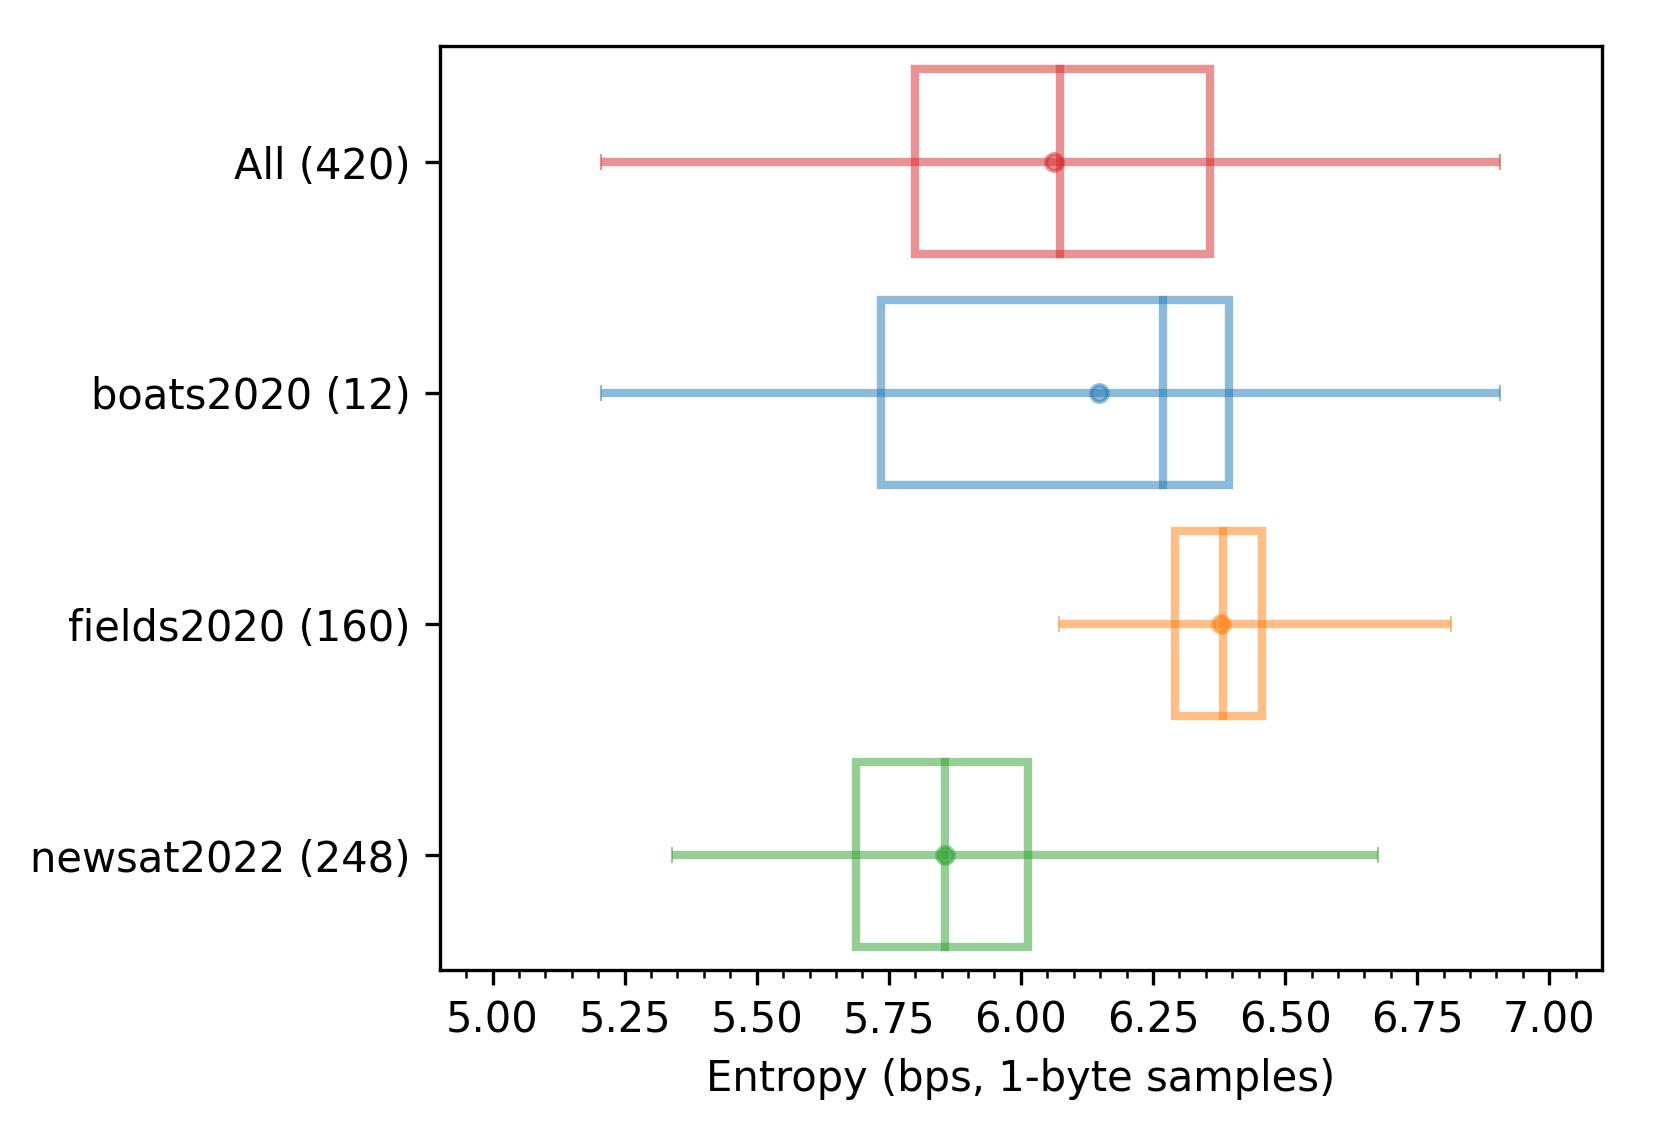 All (420)
boats2020 (12)
fields2020 (160)
newsat2022 (248)
5.00 5.25 5.50 5.75 6.00 6.25 6.50 6.75 7.00
Entropy (bps, 1-byte samples)